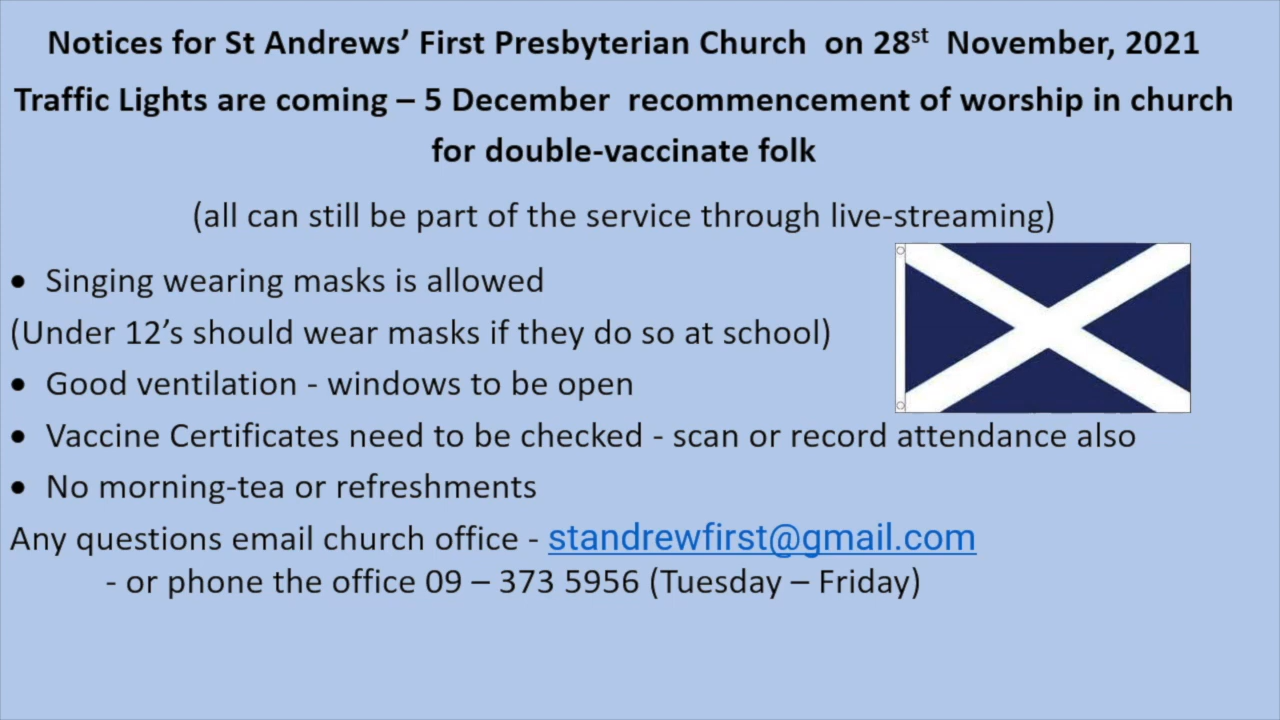 Notices for St Andrews’ First Presbyterian Church on 28st November, 2021
Traffic Lights are coming – 5 December recommencement of worship in church
for double-vaccinate folk
(all can still be part of the service through live-streaming)
• Singing wearing masks is allowed
(Under 12’s should wear masks if they do so at school)
• Good ventilation - windows to be open
• Vaccine Certificates need to be checked - scan or record attendance also
• No morning-tea or refreshments
Any questions email church office - standrewfirst@gmail.com
- or phone the office 09 – 373 5956 (Tuesday – Friday)